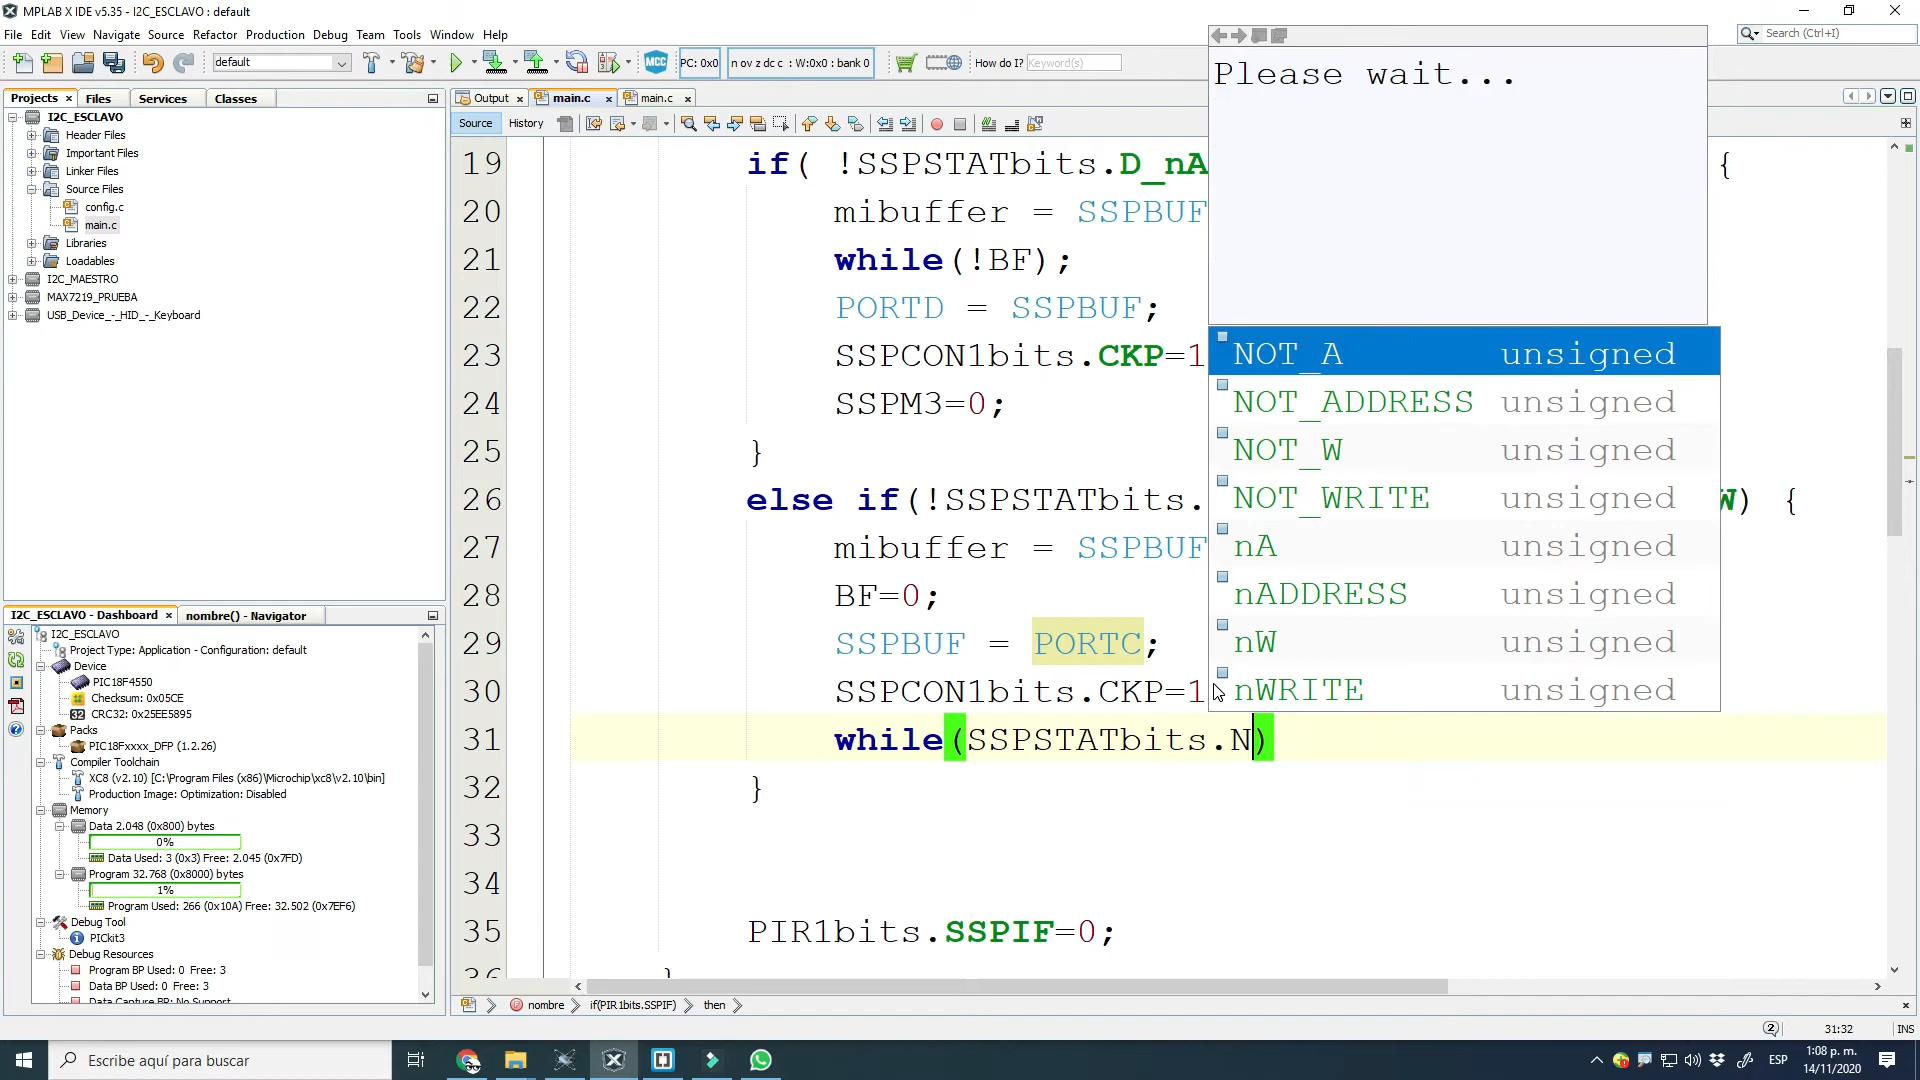 MPLAB X IDE v5.35 - I2C_ESCLAVO : default
File Edit View Navigate Source Refactor Production Debug Team Tools Window Help
Search (Ctrl+I)
default
MCC
PC: 0x0
n ov z dc c : W:0x0 : bank 0
How do I? Keyword(s)
Projects × Files Services Classes
Output × main.c × main.c ×
Source History
I2C_ESCLAVO
Header Files
Important Files
Linker Files
Source Files
config.c
main.c
Libraries
Loadables
I2C_MAESTRO
MAX7219_PRUEBA
USB_Device_-_HID_-_Keyboard
I2C_ESCLAVO - Dashboard × nombre() - Navigator
I2C_ESCLAVO
Project Type: Application - Configuration: default
Device
PIC18F4550
Checksum: 0x05CE
CRC32: 0x25EE5895
Packs
PIC18Fxxxx_DFP (1.2.26)
Compiler Toolchain
XC8 (v2.10) [C:\Program Files (x86)\Microchip\xc8\v2.10\bin]
Production Image: Optimization: Disabled
Memory
Data 2.048 (0x800) bytes
0%
Data Used: 3 (0x3) Free: 2.045 (0x7FD)
Program 32.768 (0x8000) bytes
1%
Program Used: 266 (0x10A) Free: 32.502 (0x7EF6)
Debug Tool
PICkit3
Debug Resources
Program BP Used: 0 Free: 3
Data BP Used: 0 Free: 3
Data Capture BP: No Support
19 if( !SSPSTATbits.D_nA {
20 mibuffer = SSPBUF
21 while(!BF);
22 PORTD = SSPBUF;
23 SSPCON1bits.CKP=1
24 SSPM3=0;
25 }
26 else if(!SSPSTATbits. W) {
27 mibuffer = SSPBUF
28 BF=0;
29 SSPBUF = PORTC;
30 SSPCON1bits.CKP=1
31 while(SSPSTATbits.N)
32 }
33
34
35 PIR1bits.SSPIF=0;
36 }
Please wait...
NOT_A unsigned
NOT_ADDRESS unsigned
NOT_W unsigned
NOT_WRITE unsigned
nA unsigned
nADDRESS unsigned
nW unsigned
nWRITE unsigned
nombre if(PIR1bits.SSPIF) then
2 31:32 INS
Escribe aquí para buscar
ESP
1:08 p. m.
14/11/2020